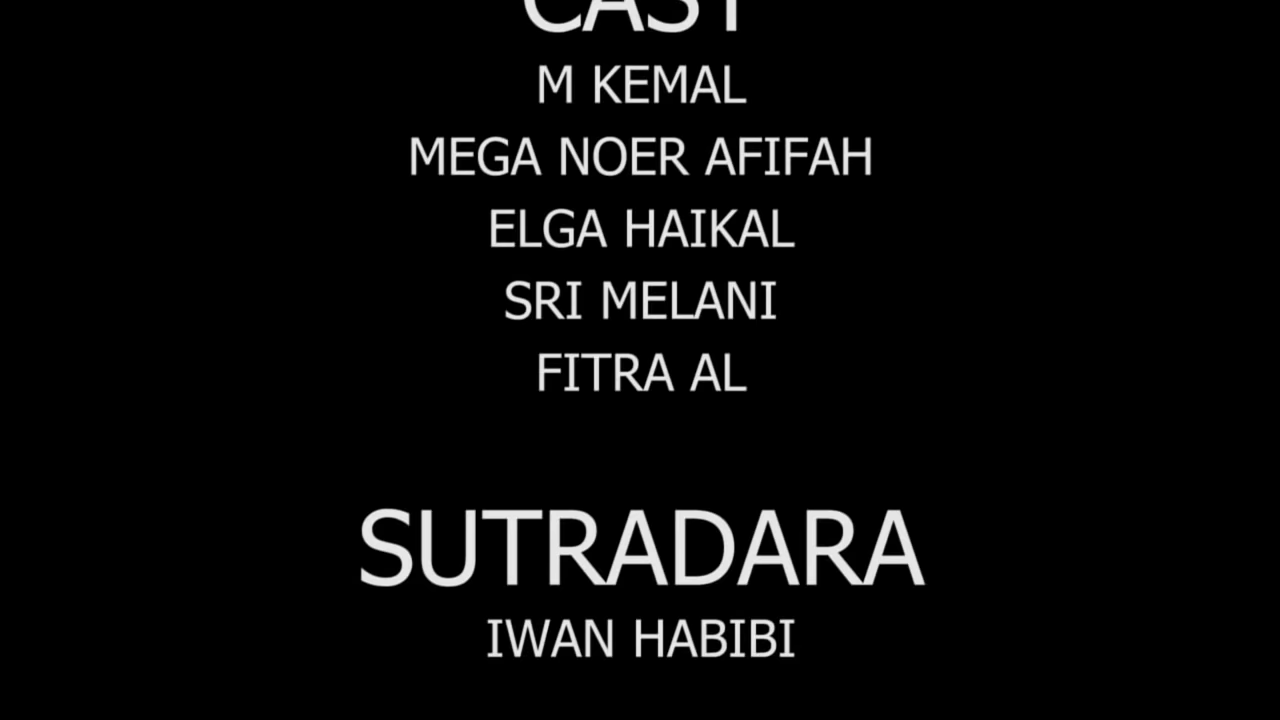 CAST
M KEMAL
MEGA NOER AFIFAH
ELGA HAIKAL
SRI MELANI
FITRA AL
SUTRADARA
IWAN HABIBI